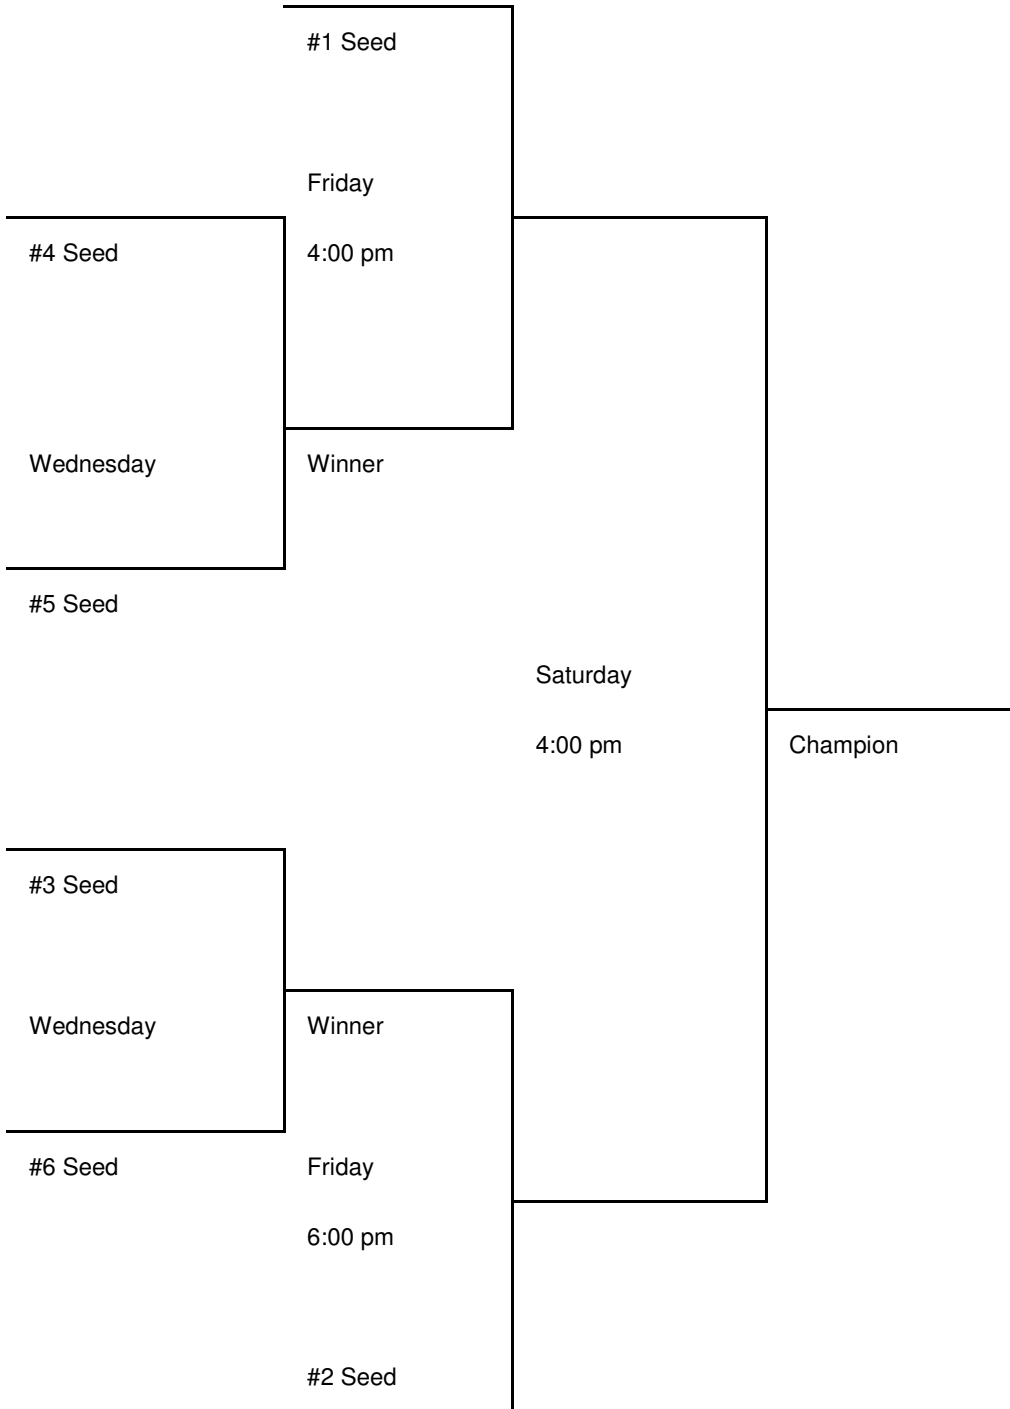 #1 Seed
Friday
#4 Seed
4:00 pm
Wednesday
Winner
#5 Seed
Saturday
4:00 pm
Champion
#3 Seed
Wednesday
Winner
#6 Seed
Friday
6:00 pm
#2 Seed